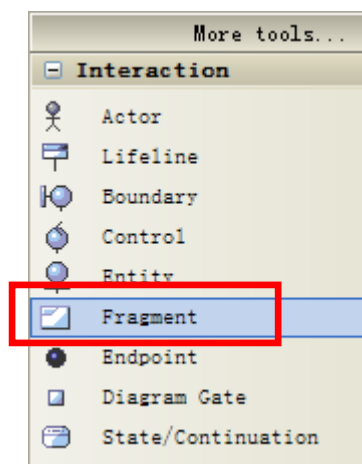 More tools...
Interaction
Actor
Lifeline
Boundary
Control
Entity
Fragment
Endpoint
Diagram Gate
State/Continuation